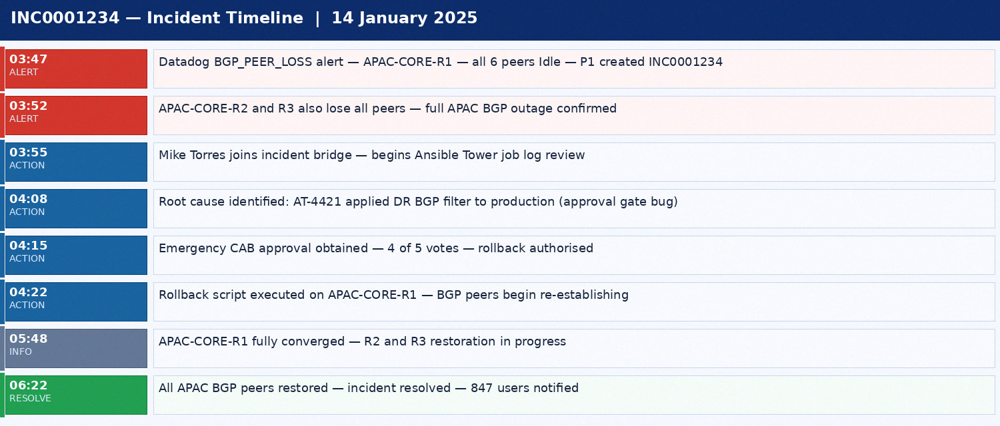 INC0001234 — Incident Timeline | 14 January 2025
03:47
ALERT
Datadog BGP_PEER_LOSS alert — APAC-CORE-R1 — all 6 peers Idle — P1 created INC0001234
03:52
ALERT
APAC-CORE-R2 and R3 also lose all peers — full APAC BGP outage confirmed
03:55
ACTION
Mike Torres joins incident bridge — begins Ansible Tower job log review
04:08
ACTION
Root cause identified: AT-4421 applied DR BGP filter to production (approval gate bug)
04:15
ACTION
Emergency CAB approval obtained — 4 of 5 votes — rollback authorised
04:22
ACTION
Rollback script executed on APAC-CORE-R1 — BGP peers begin re-establishing
05:48
INFO
APAC-CORE-R1 fully converged — R2 and R3 restoration in progress
06:22
RESOLVE
All APAC BGP peers restored — incident resolved — 847 users notified